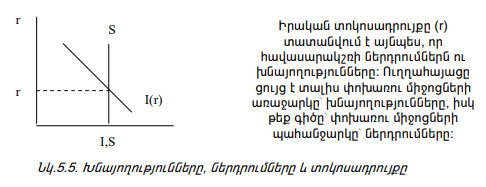 r
S
r
I(r)
I,S
Իրական տոկոսադրույքը (r)
տատանվում է այնպես, որ
հավասարակշռի ներդրումներն ու
խնայողությունները: Ուղղահայացը
ցույց է տալիս փոխառու միջոցների
առաջարկը՝ խնայողությունները, իսկ
թեք գիծը՝ փոխառու միջոցների
պահանջարկը՝ ներդրումները:
Նկ.5.5. Խնայողությունները, ներդրումները և տոկոսադրույքը